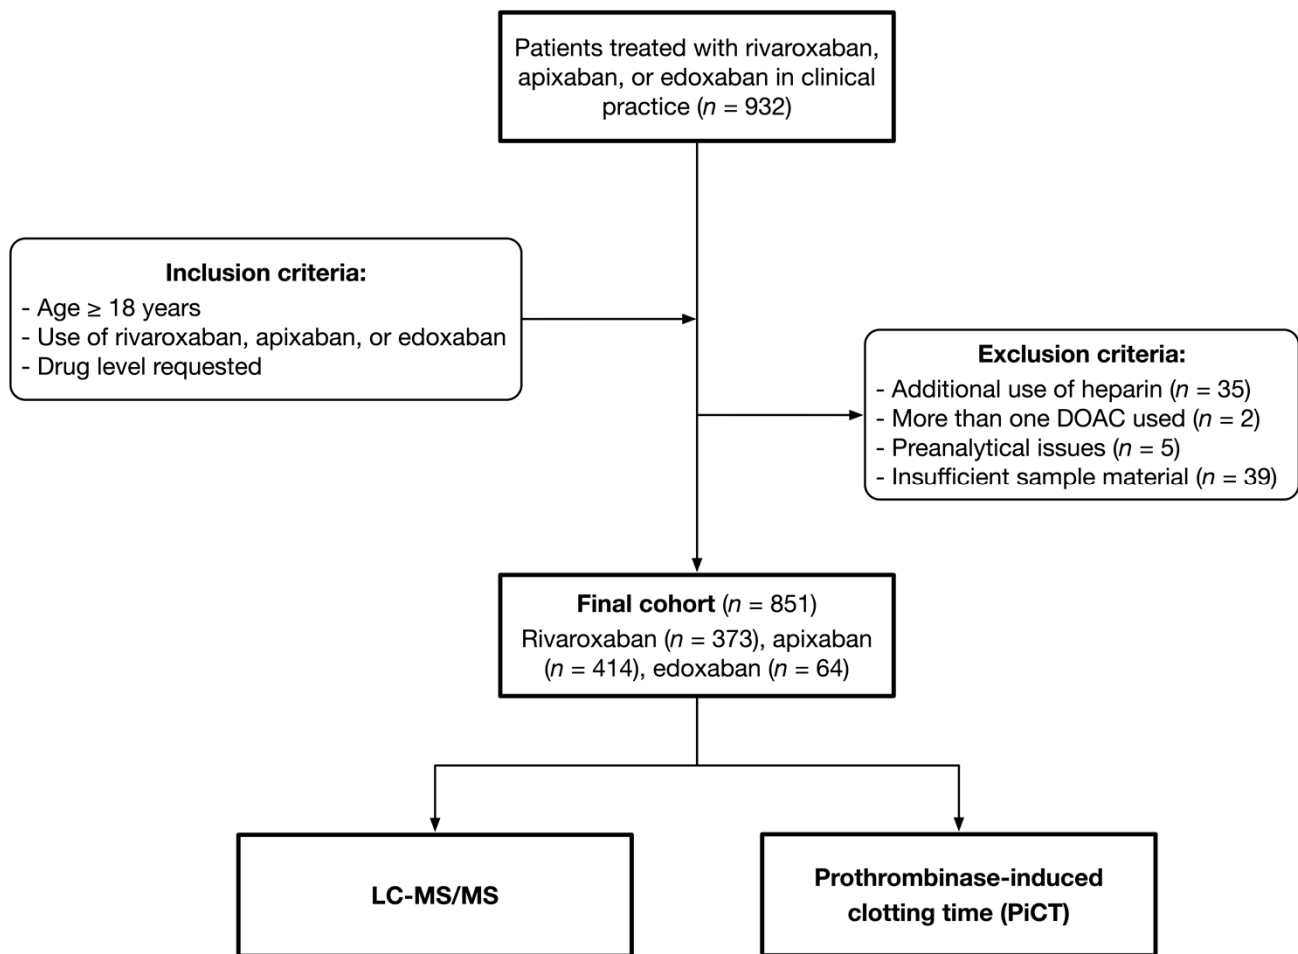 Patients treated with rivaroxaban,
apixaban, or edoxaban in clinical
practice (n = 932)
Inclusion criteria:
- Age ≥ 18 years
- Use of rivaroxaban, apixaban, or edoxaban
- Drug level requested
Exclusion criteria:
- Additional use of heparin (n = 35)
- More than one DOAC used (n = 2)
- Preanalytical issues (n = 5)
- Insufficient sample material (n = 39)
Final cohort (n = 851)
Rivaroxaban (n = 373), apixaban
(n = 414), edoxaban (n = 64)
LC-MS/MS
Prothrombinase-induced
clotting time (PiCT)